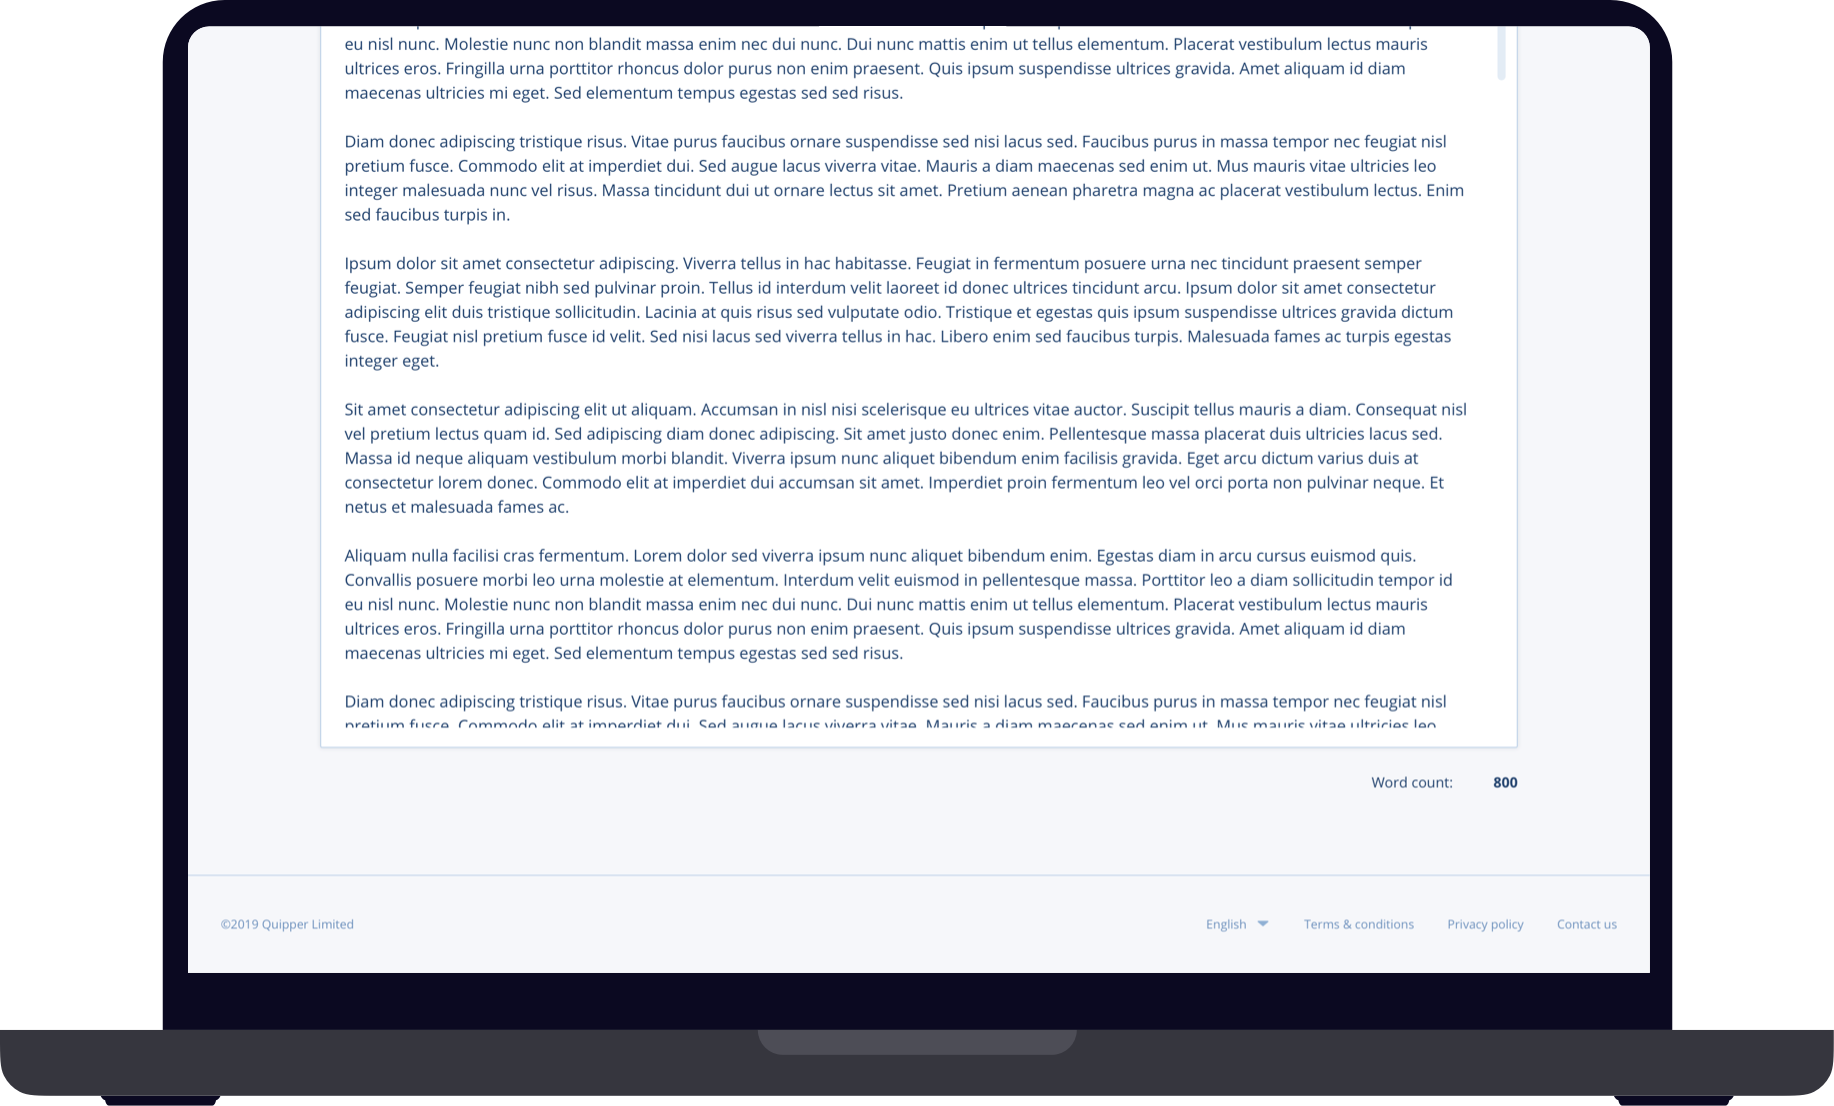 eu nisl nunc. Molestie nunc non blandit massa enim nec dui nunc. Dui nunc mattis enim ut tellus elementum. Placerat vestibulum lectus mauris
ultrices eros. Fringilla urna porttitor rhoncus dolor purus non enim praesent. Quis ipsum suspendisse ultrices gravida. Amet aliquam id diam
maecenas ultricies mi eget. Sed elementum tempus egestas sed sed risus.
Diam donec adipiscing tristique risus. Vitae purus faucibus ornare suspendisse sed nisi lacus sed. Faucibus purus in massa tempor nec feugiat nisl
pretium fusce. Commodo elit at imperdiet dui. Sed augue lacus viverra vitae. Mauris a diam maecenas sed enim ut. Mus mauris vitae ultricies leo
integer malesuada nunc vel risus. Massa tincidunt dui ut ornare lectus sit amet. Pretium aenean pharetra magna ac placerat vestibulum lectus. Enim
sed faucibus turpis in.
Ipsum dolor sit amet consectetur adipiscing. Viverra tellus in hac habitasse. Feugiat in fermentum posuere urna nec tincidunt praesent semper
feugiat. Semper feugiat nibh sed pulvinar proin. Tellus id interdum velit laoreet id donec ultrices tincidunt arcu. Ipsum dolor sit amet consectetur
adipiscing elit duis tristique sollicitudin. Lacinia at quis risus sed vulputate odio. Tristique et egestas quis ipsum suspendisse ultrices gravida dictum
fusce. Feugiat nisl pretium fusce id velit. Sed nisi lacus sed viverra tellus in hac. Libero enim sed faucibus turpis. Malesuada fames ac turpis egestas
integer eget.
Sit amet consectetur adipiscing elit ut aliquam. Accumsan in nisl nisi scelerisque eu ultrices vitae auctor. Suscipit tellus mauris a diam. Consequat nisl
vel pretium lectus quam id. Sed adipiscing diam donec adipiscing. Sit amet justo donec enim. Pellentesque massa placerat duis ultricies lacus sed.
Massa id neque aliquam vestibulum morbi blandit. Viverra ipsum nunc aliquet bibendum enim facilisis gravida. Eget arcu dictum varius duis at
consectetur lorem donec. Commodo elit at imperdiet dui accumsan sit amet. Imperdiet proin fermentum leo vel orci porta non pulvinar neque. Et
netus et malesuada fames ac.
Aliquam nulla facilisi cras fermentum. Lorem dolor sed viverra ipsum nunc aliquet bibendum enim. Egestas diam in arcu cursus euismod quis.
Convallis posuere morbi leo urna molestie at elementum. Interdum velit euismod in pellentesque massa. Porttitor leo a diam sollicitudin tempor id
eu nisl nunc. Molestie nunc non blandit massa enim nec dui nunc. Dui nunc mattis enim ut tellus elementum. Placerat vestibulum lectus mauris
ultrices eros. Fringilla urna porttitor rhoncus dolor purus non enim praesent. Quis ipsum suspendisse ultrices gravida. Amet aliquam id diam
maecenas ultricies mi eget. Sed elementum tempus egestas sed sed risus.
Diam donec adipiscing tristique risus. Vitae purus faucibus ornare suspendisse sed nisi lacus sed. Faucibus purus in massa tempor nec feugiat nisl
pretium fusce. Commodo elit at imperdiet dui. Sed augue lacus viverra vitae. Mauris a diam maecenas sed enim ut. Mus mauris vitae ultricies leo
Word count: 800
©2019 Quipper Limited English Terms & conditions Privacy policy Contact us